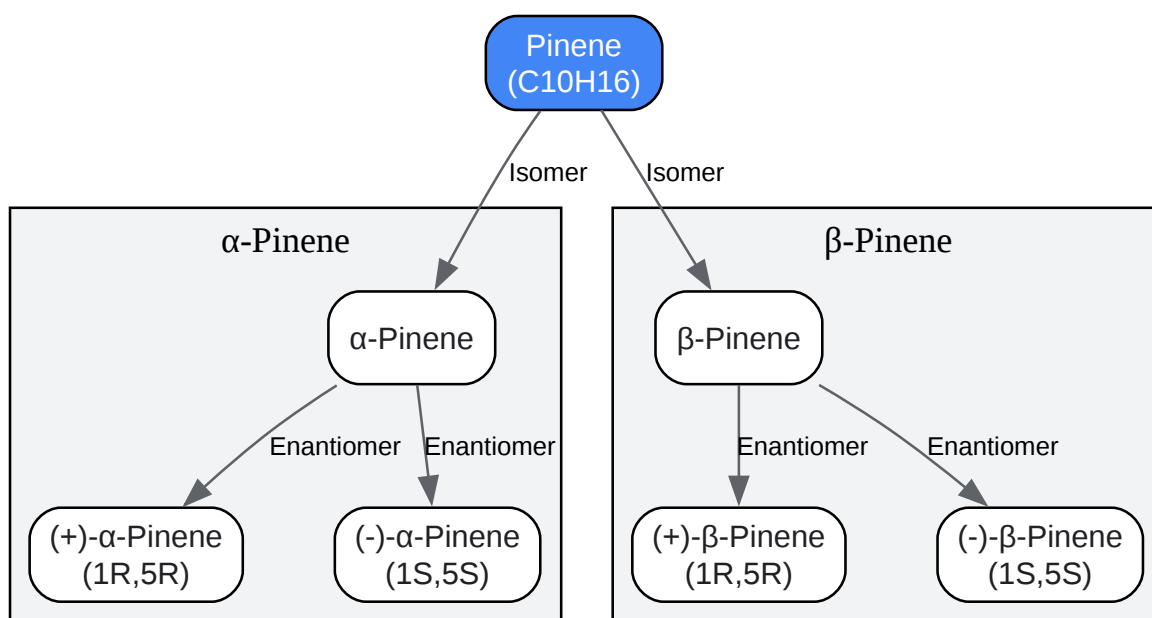 Pinene
(C10H16)
Isomer
Isomer
α-Pinene
β-Pinene
α-Pinene
β-Pinene
Enantiomer
Enantiomer
Enantiomer
Enantiomer
(+)-α-Pinene
(1R,5R)
(-)-α-Pinene
(1S,5S)
(+)-β-Pinene
(1R,5R)
(-)-β-Pinene
(1S,5S)